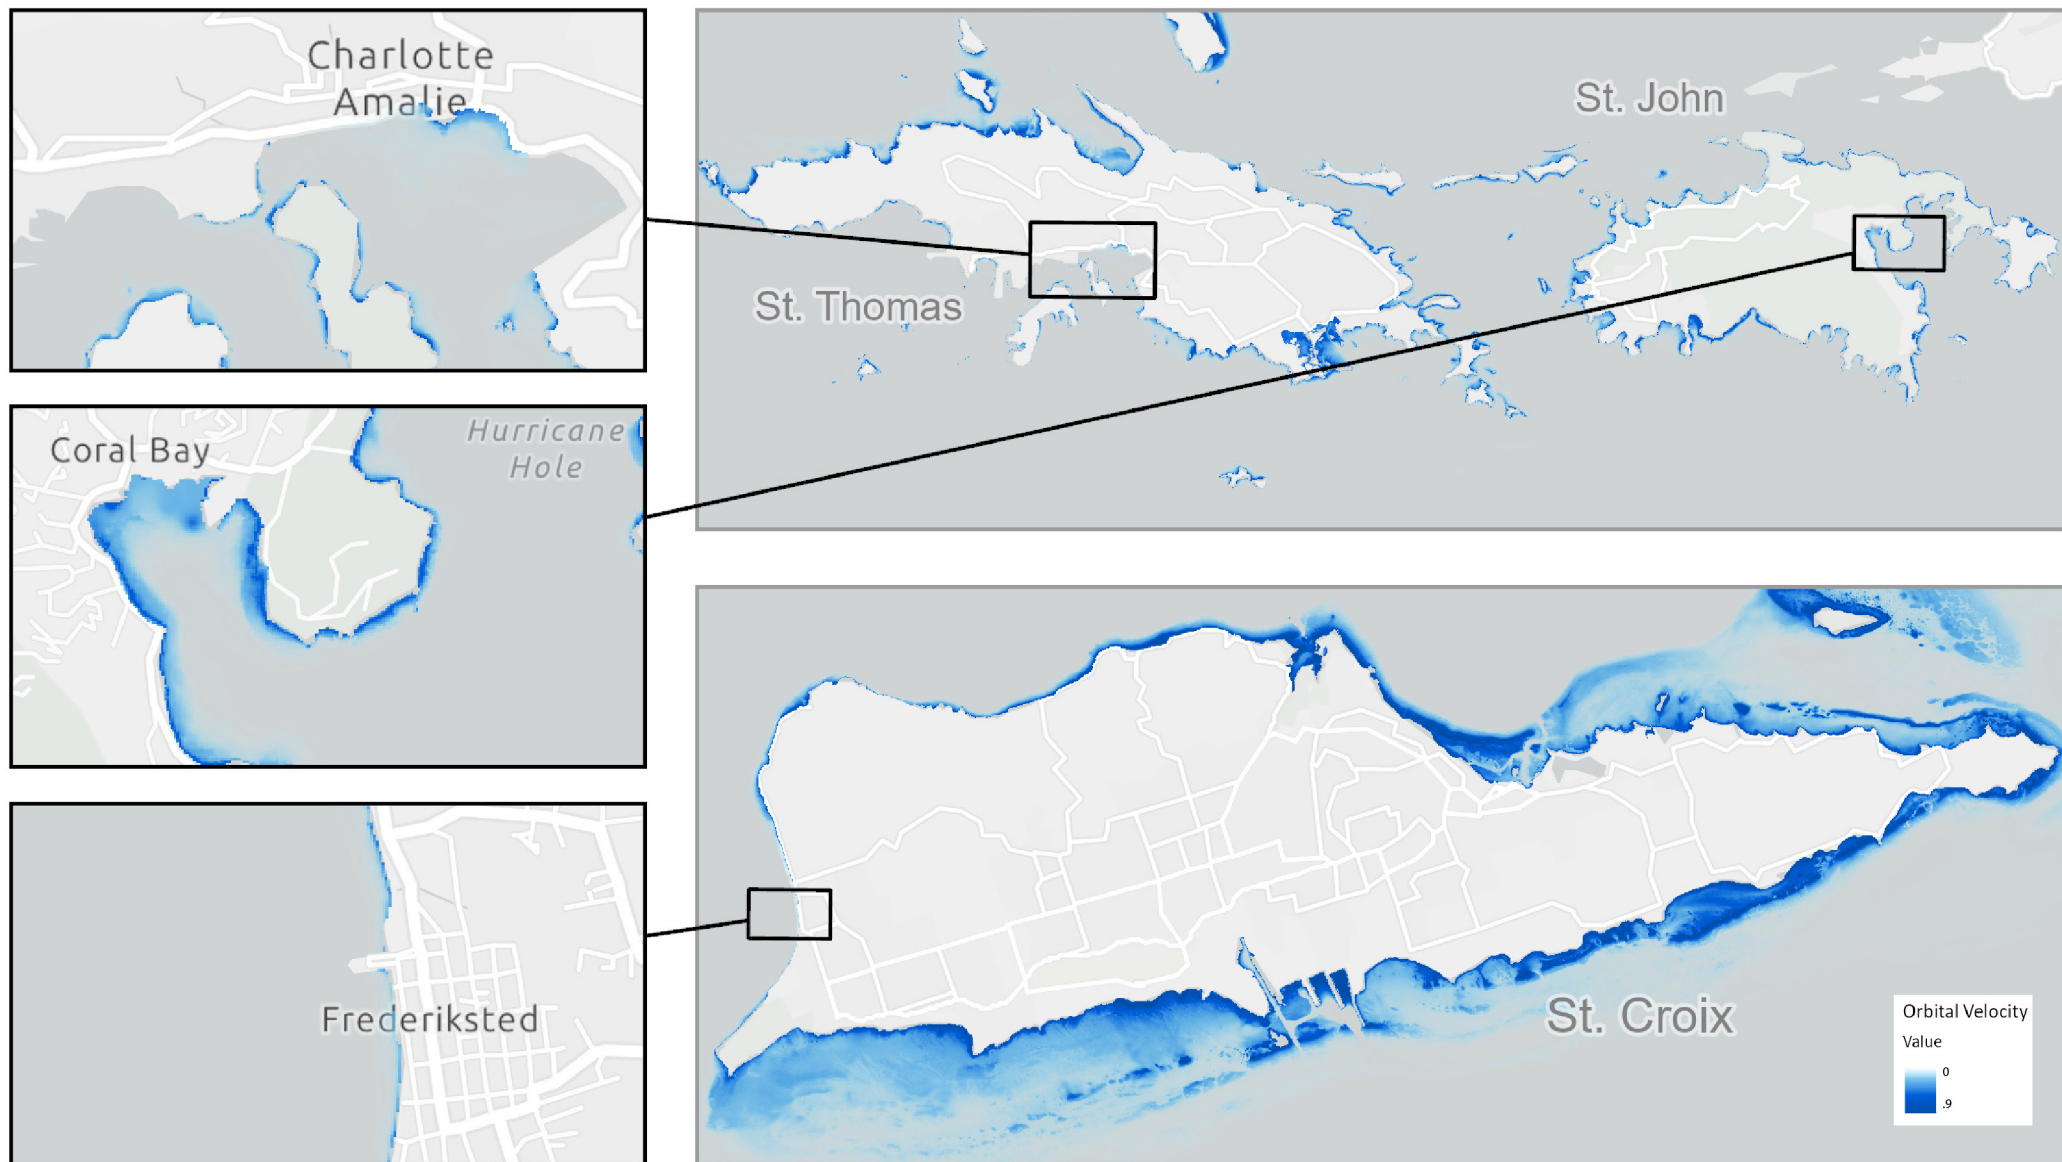 Charlotte
Amalie
St. John
St. Thomas
Coral Bay
Hurricane
Hole
Frederiksted
St. Croix
Orbital Velocity
Value
0
.9